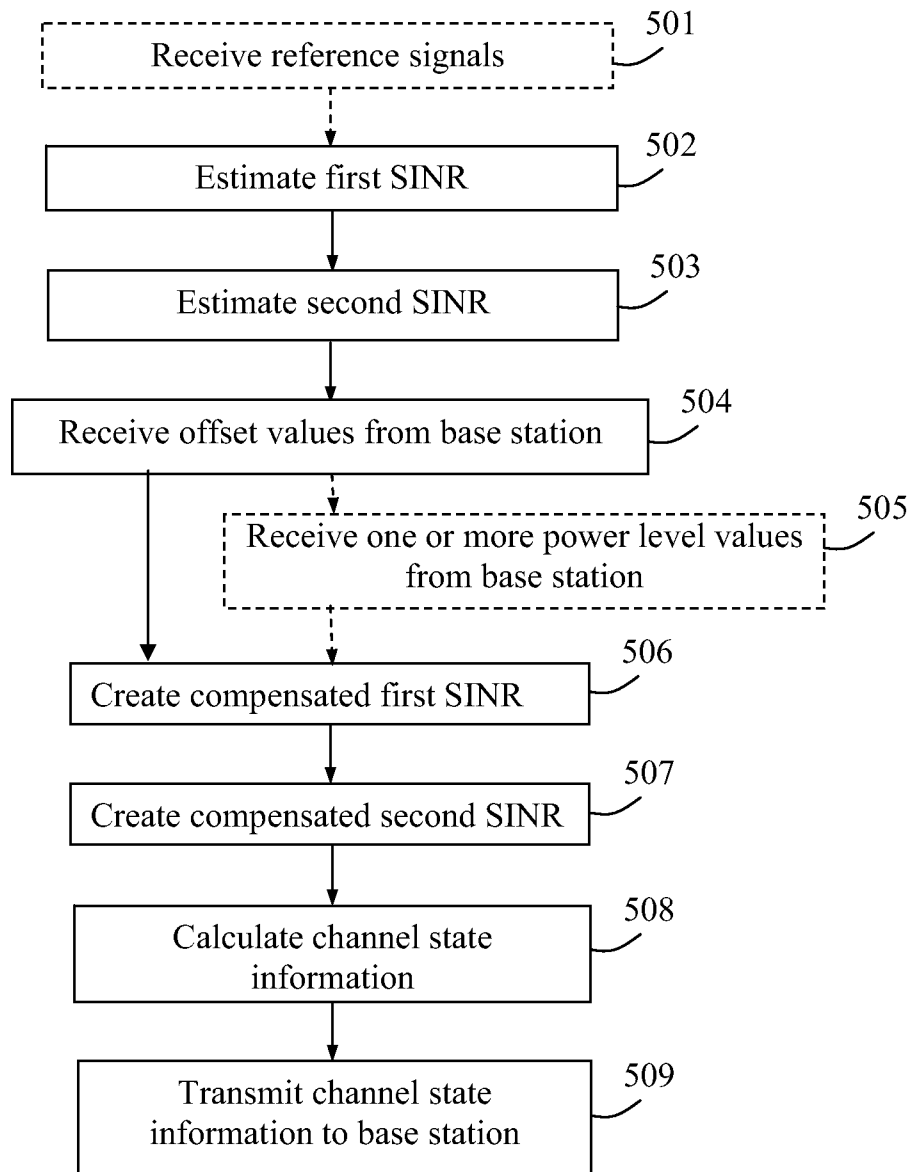 501
Receive reference signals
502
Estimate first SINR
503
Estimate second SINR
504
Receive offset values from base station
505
Receive one or more power level values
from base station
506
Create compensated first SINR
507
Create compensated second SINR
508
Calculate channel state
information
509
Transmit channel state
information to base station